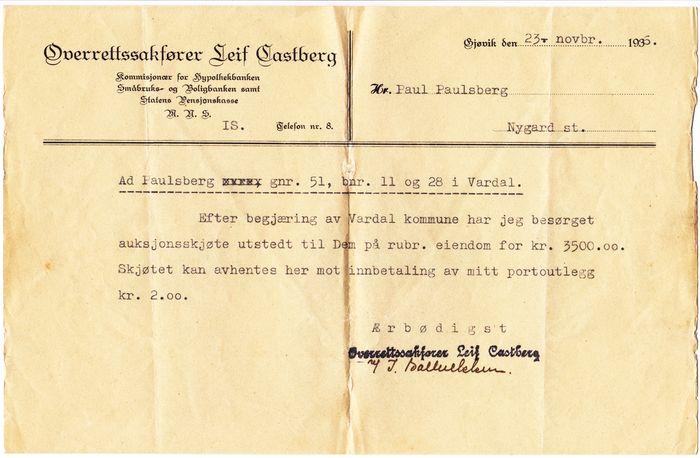 Overrettssakfører Leif Castberg
Kommisjonær for Hypothekbanken
Småbruks- og Boligbanken samt
Statens Pensjonskasse
M. N. S.
IS. Telefon nr. 8.
Gjøvik den 23. novbr. 1935.
Hr. Paul Paulsberg
Nygard st.
Ad Paulsberg gnr. 51, bnr. 11 og 28 i Vardal.
Efter begjæring av Vardal kommune har jeg besørget
auksjonsskjøte utstedt til Dem på rubr. eiendom for kr. 3500.oo.
Skjøtet kan avhentes her mot innbetaling av mitt portoutlegg
kr. 2.oo.
Ærbødigst
Overrettssakfører Leif Castberg